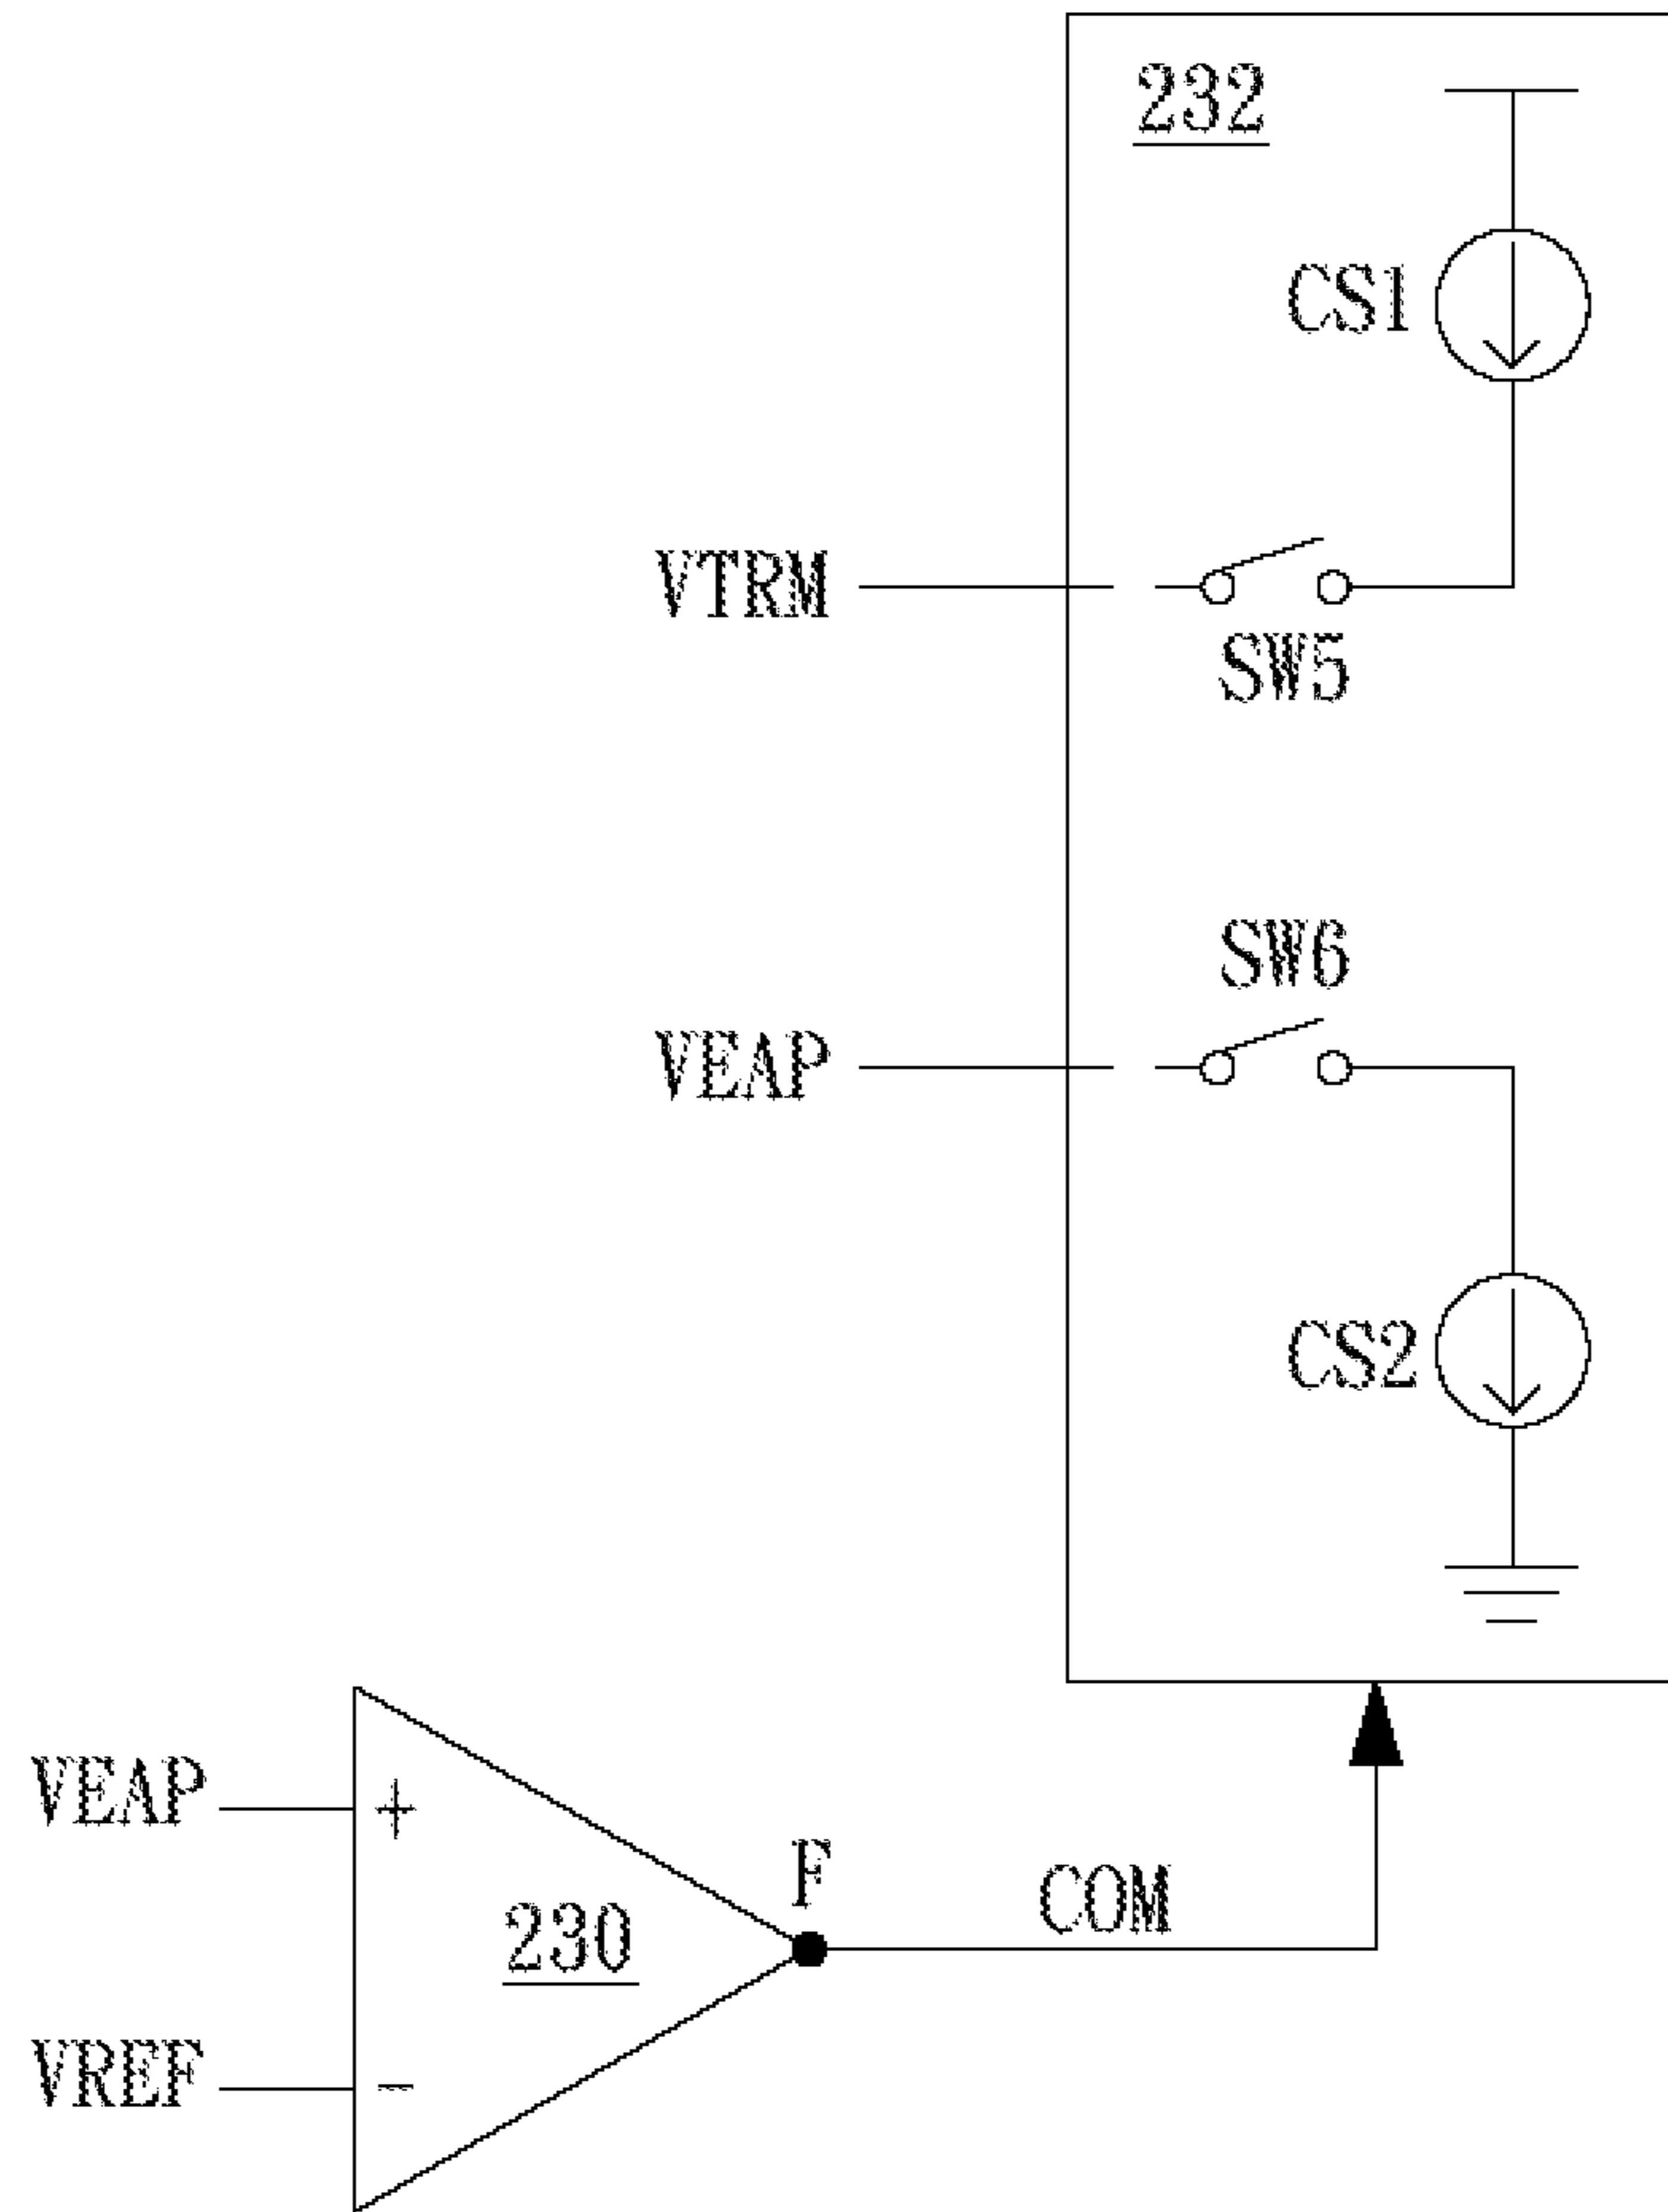 232
CS1
VTRM
SW5
SW6
VEAP
CS2
VEAP
+
F
COM
230
VREF
−